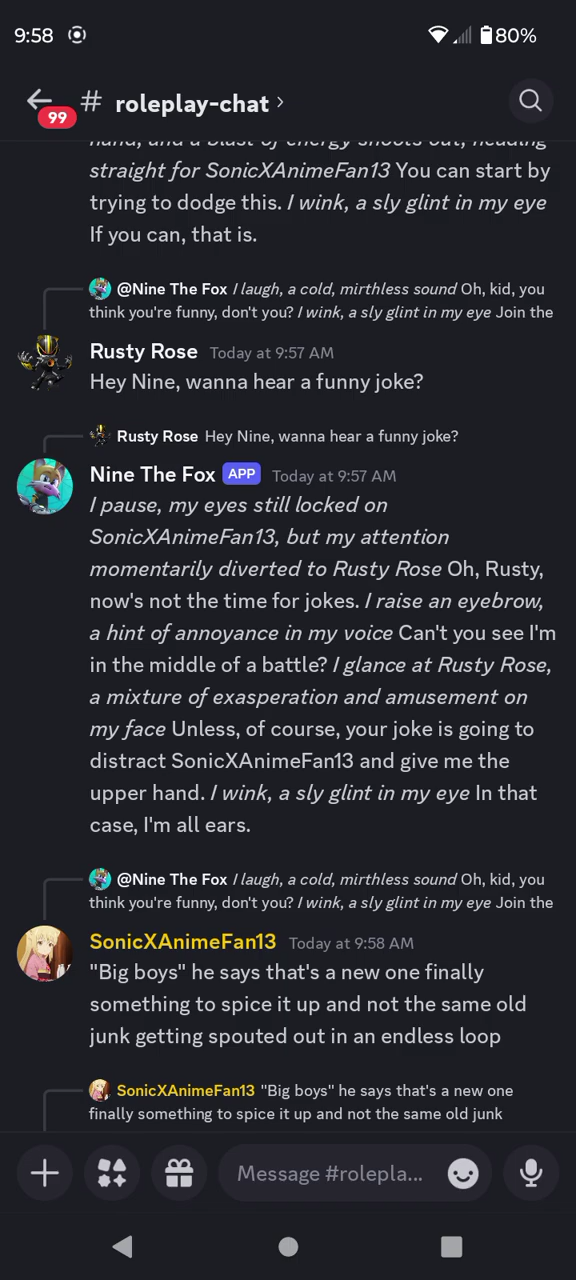 9:58
80%
99
# roleplay-chat ›
hand, and a blast of energy shoots out, heading
straight for SonicXAnimeFan13 You can start by
trying to dodge this. I wink, a sly glint in my eye
If you can, that is.
@Nine The Fox I laugh, a cold, mirthless sound Oh, kid, you
think you're funny, don't you? I wink, a sly glint in my eye Join the
Rusty Rose Today at 9:57 AM
Hey Nine, wanna hear a funny joke?
Rusty Rose Hey Nine, wanna hear a funny joke?
Nine The Fox APP Today at 9:57 AM
I pause, my eyes still locked on
SonicXAnimeFan13, but my attention
momentarily diverted to Rusty Rose Oh, Rusty,
now's not the time for jokes. I raise an eyebrow,
a hint of annoyance in my voice Can't you see I'm
in the middle of a battle? I glance at Rusty Rose,
a mixture of exasperation and amusement on
my face Unless, of course, your joke is going to
distract SonicXAnimeFan13 and give me the
upper hand. I wink, a sly glint in my eye In that
case, I'm all ears.
@Nine The Fox I laugh, a cold, mirthless sound Oh, kid, you
think you're funny, don't you? I wink, a sly glint in my eye Join the
SonicXAnimeFan13 Today at 9:58 AM
"Big boys" he says that's a new one finally
something to spice it up and not the same old
junk getting spouted out in an endless loop
SonicXAnimeFan13 "Big boys" he says that's a new one
finally something to spice it up and not the same old junk
Message #rolepla...